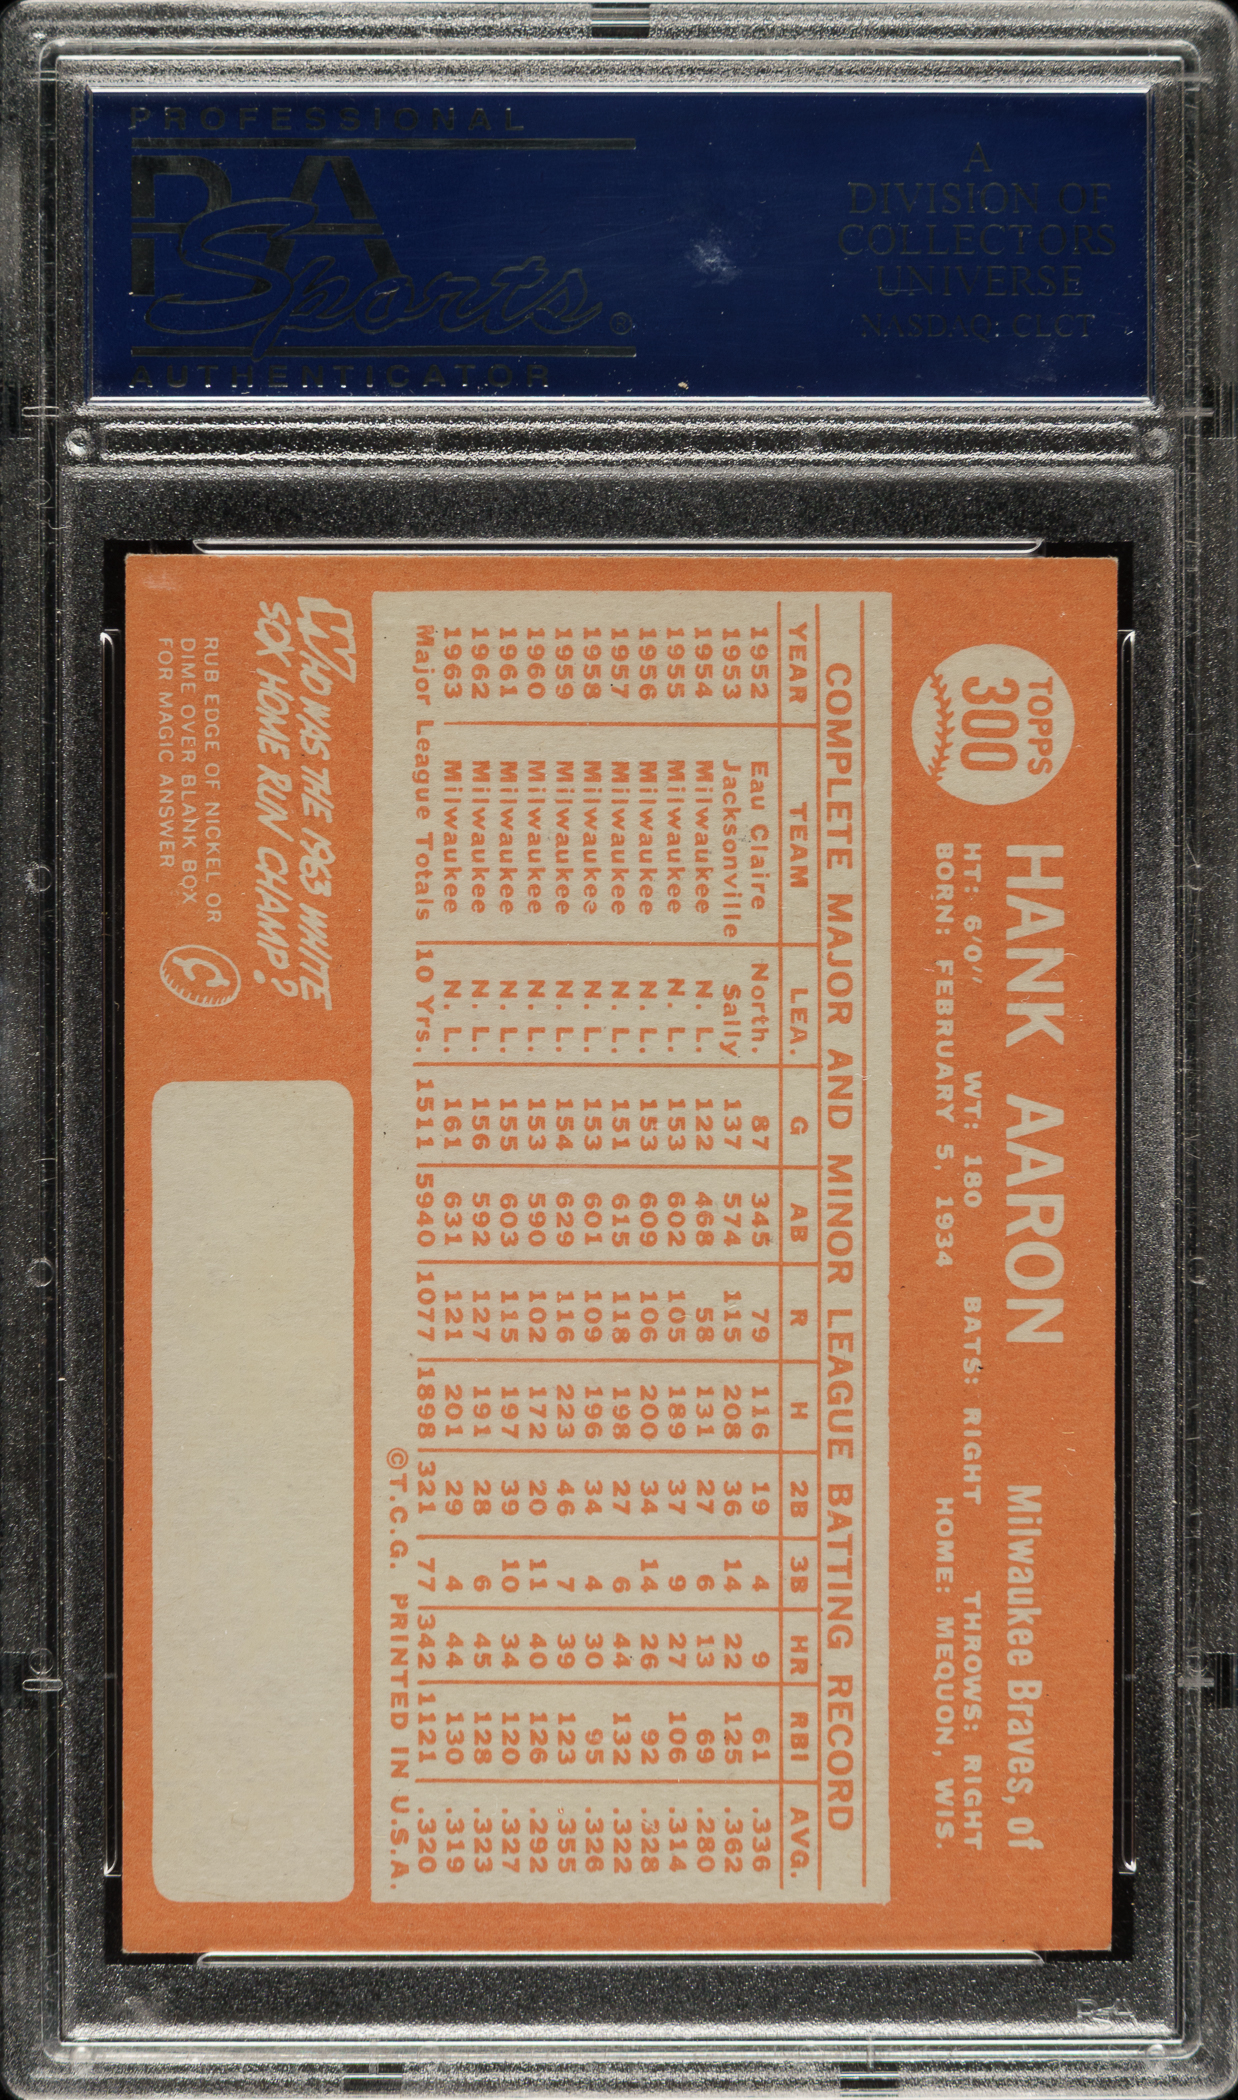 PROFESSIONAL
PSA
Sports®
AUTHENTICATOR
A
DIVISION OF
COLLECTORS
UNIVERSE
NASDAQ: CLCT
TOPPS
300
HANK AARON Milwaukee Braves, of
HT: 6'0" WT: 180 BATS: RIGHT THROWS: RIGHT
BORN: FEBRUARY 5, 1934 HOME: MEQUON, WIS.
COMPLETE MAJOR AND MINOR LEAGUE BATTING RECORD
YEAR TEAM LEA. G AB R H 2B 3B HR RBI AVG.
1952 Eau Claire North. 87 345 79 116 19 4 9 61 .336
1953 Jacksonville Sally 137 574 115 208 36 14 22 125 .362
1954 Milwaukee N. L. 122 468 58 131 27 6 13 69 .280
1955 Milwaukee N. L. 153 602 105 189 37 9 27 106 .314
1956 Milwaukee N. L. 153 609 106 200 34 14 26 92 .328
1957 Milwaukee N. L. 151 615 118 198 27 6 44 132 .322
1958 Milwaukee N. L. 153 601 109 196 34 4 30 95 .326
1959 Milwaukee N. L. 154 629 116 223 46 7 39 123 .355
1960 Milwaukee N. L. 153 590 102 172 20 11 40 126 .292
1961 Milwaukee N. L. 155 603 115 197 39 10 34 120 .327
1962 Milwaukee N. L. 156 592 127 191 28 6 45 128 .323
1963 Milwaukee N. L. 161 631 121 201 29 4 44 130 .319
Major League Totals 10 Yrs. 1511 5940 1077 1898 321 77 342 1121 .320
©T.C.G. PRINTED IN U.S.A.
WHO WAS THE 1963 WHITE
SOX HOME RUN CHAMP?
RUB EDGE OF NICKEL OR
DIME OVER BLANK BOX
FOR MAGIC ANSWER
PSA